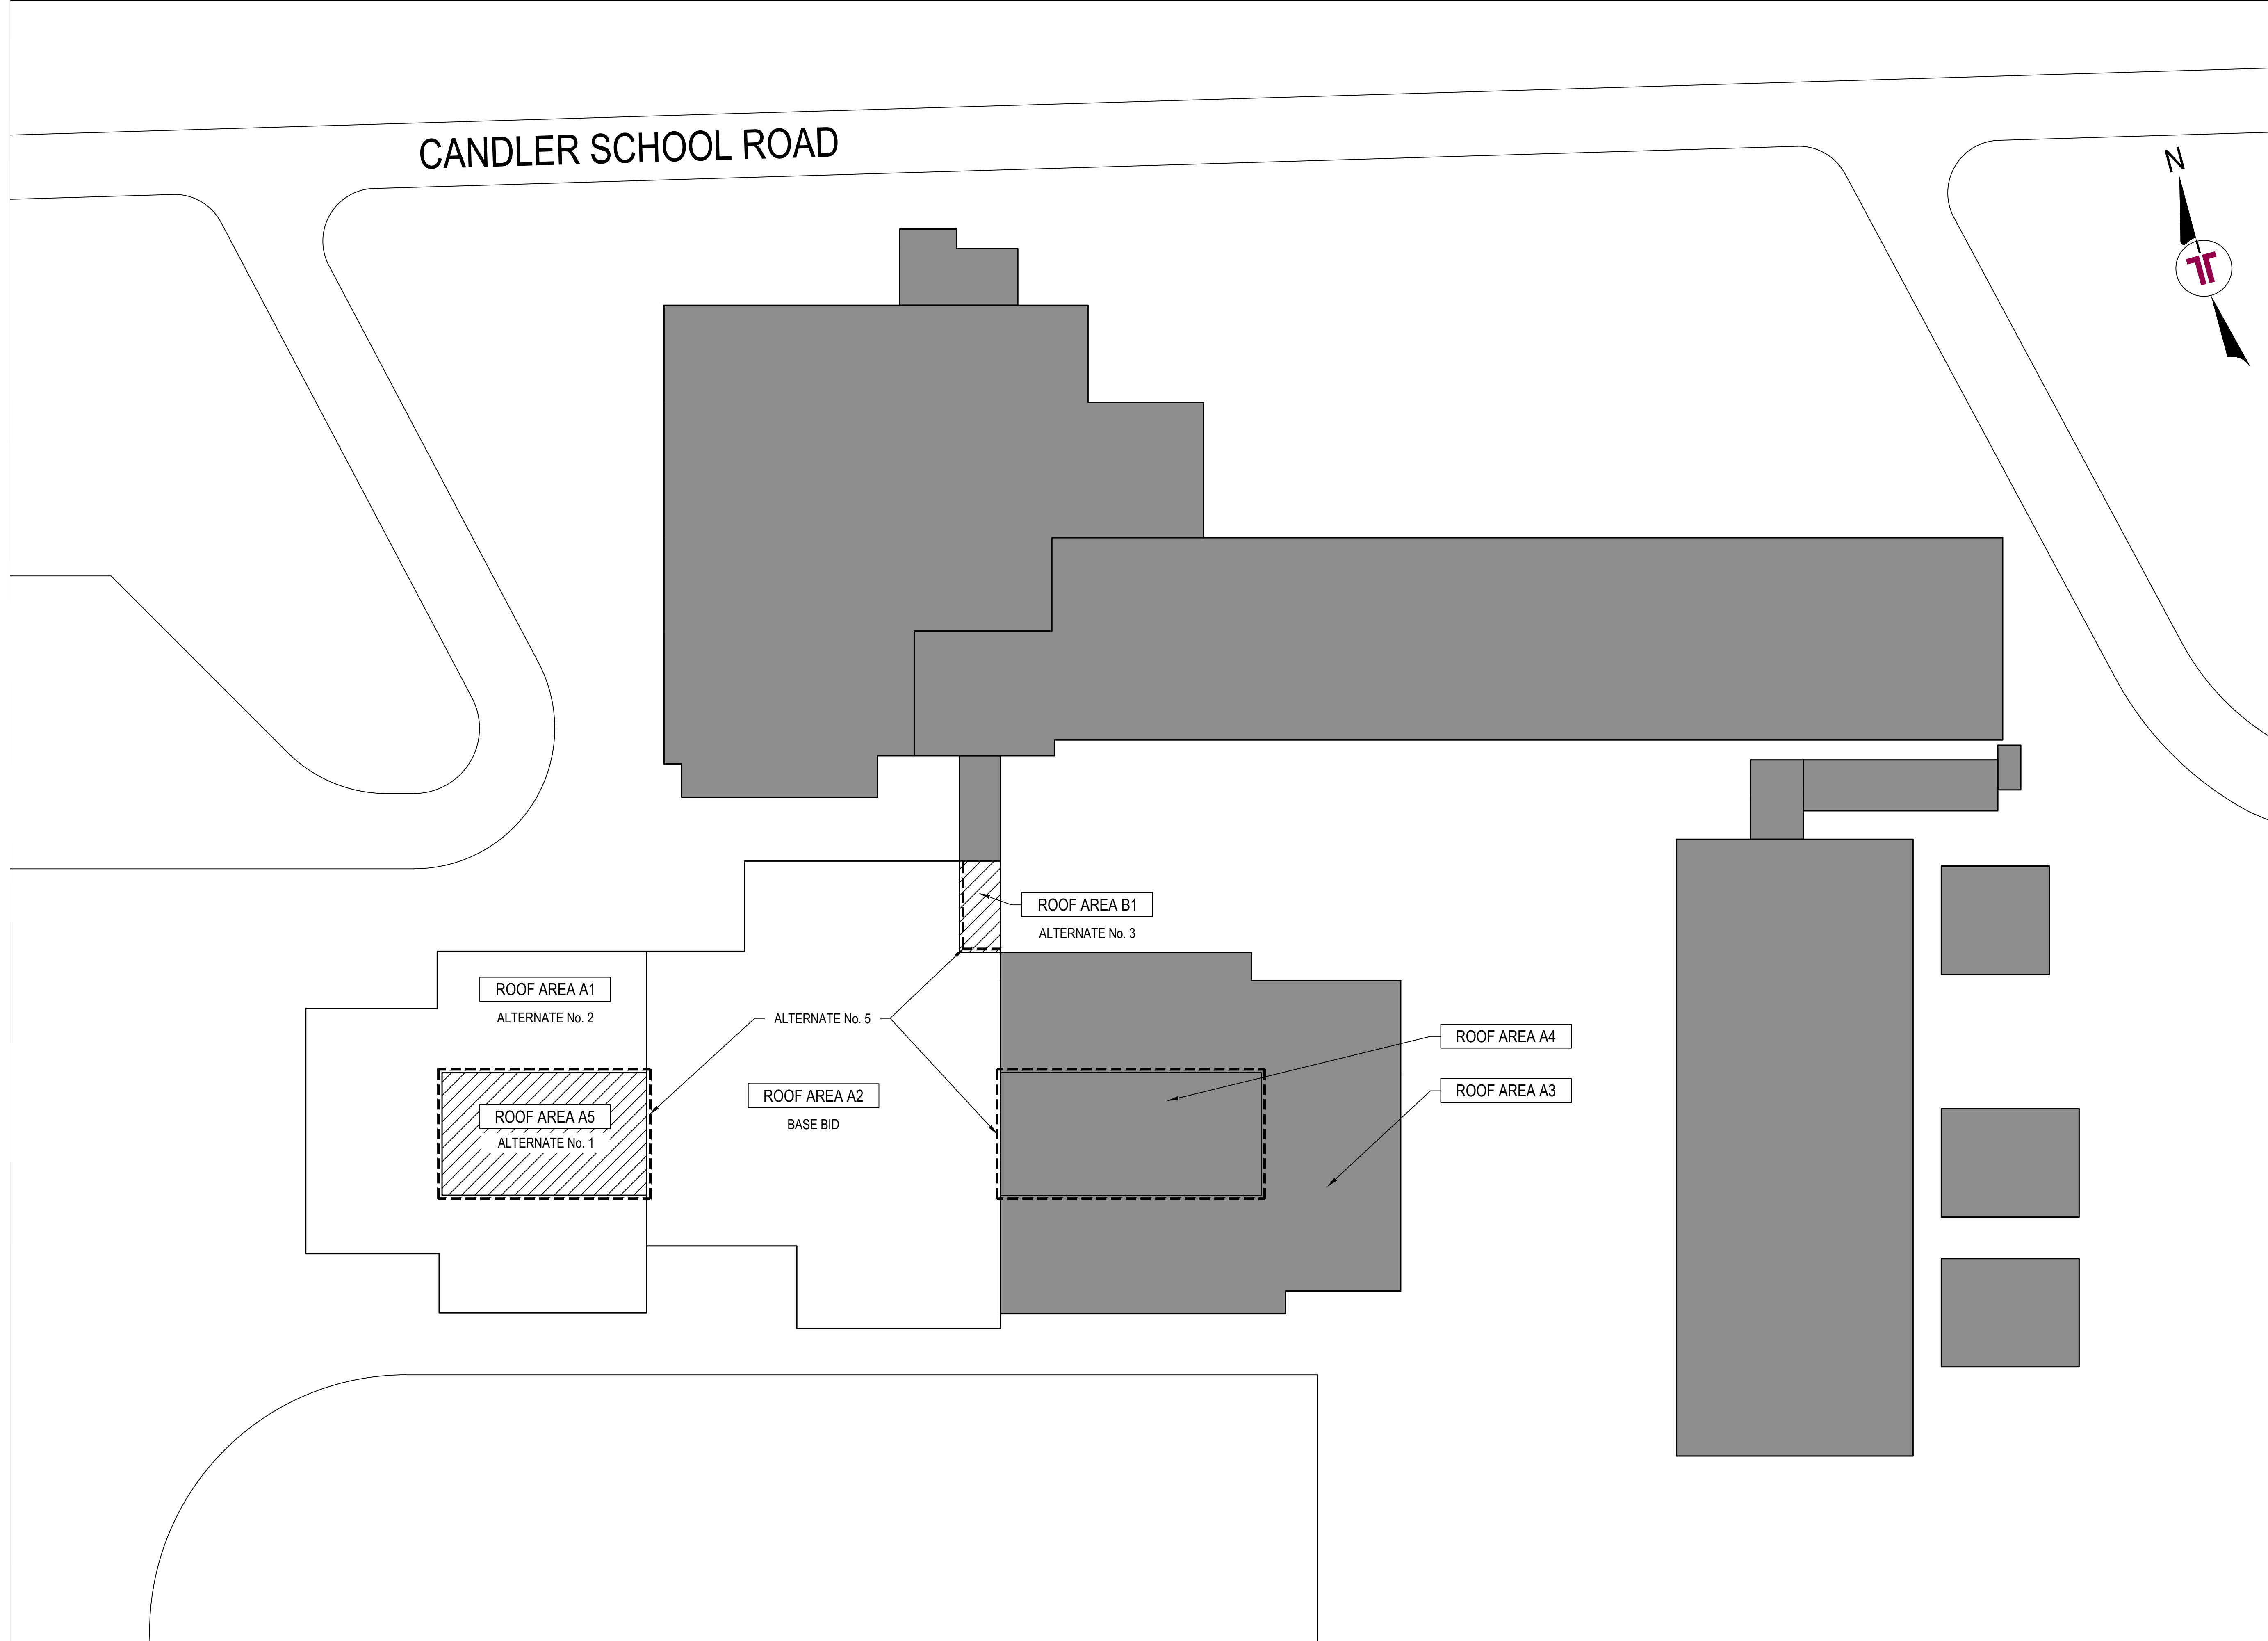 CANDLER SCHOOL ROAD
N
ROOF AREA B1
ALTERNATE No. 3
ROOF AREA A1
ALTERNATE No. 2
ALTERNATE No. 5
ROOF AREA A4
ROOF AREA A3
ROOF AREA A2
BASE BID
ROOF AREA A5
ALTERNATE No. 1